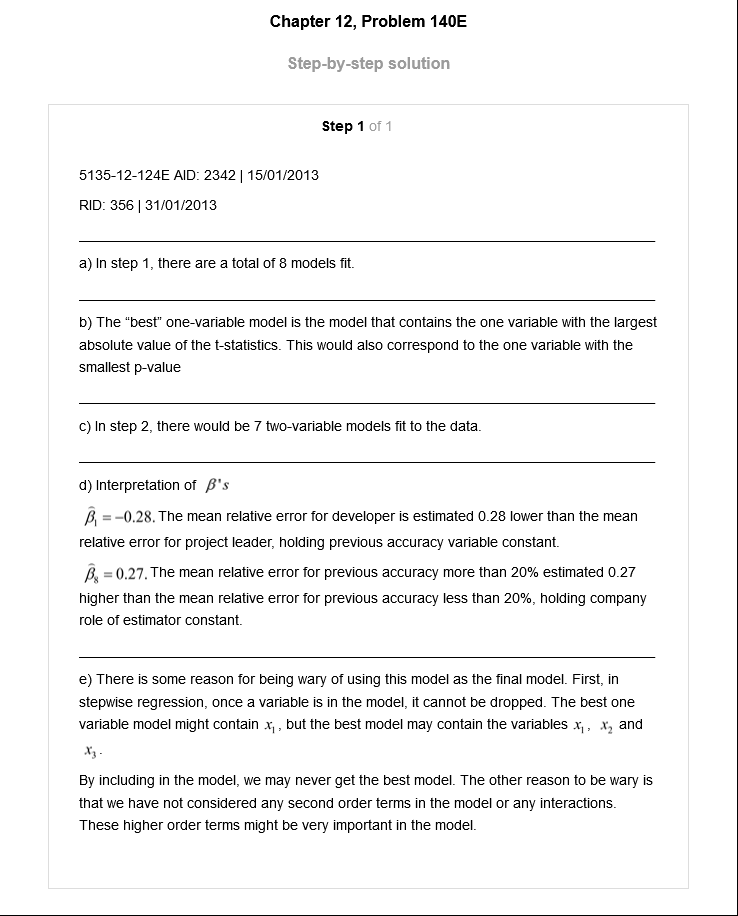 Chapter 12, Problem 140E
Step-by-step solution
Step 1 of 1
5135-12-124E AID: 2342 | 15/01/2013
RID: 356 | 31/01/2013
a) In step 1, there are a total of 8 models fit.
b) The “best” one-variable model is the model that contains the one variable with the largest
absolute value of the t-statistics. This would also correspond to the one variable with the
smallest p-value
c) In step 2, there would be 7 two-variable models fit to the data.
d) Interpretation of β's
β̂₁ = −0.28. The mean relative error for developer is estimated 0.28 lower than the mean
relative error for project leader, holding previous accuracy variable constant.
β̂₈ = 0.27. The mean relative error for previous accuracy more than 20% estimated 0.27
higher than the mean relative error for previous accuracy less than 20%, holding company
role of estimator constant.
e) There is some reason for being wary of using this model as the final model. First, in
stepwise regression, once a variable is in the model, it cannot be dropped. The best one
variable model might contain x₁, but the best model may contain the variables x₁, x₂ and
x₃.
By including in the model, we may never get the best model. The other reason to be wary is
that we have not considered any second order terms in the model or any interactions.
These higher order terms might be very important in the model.